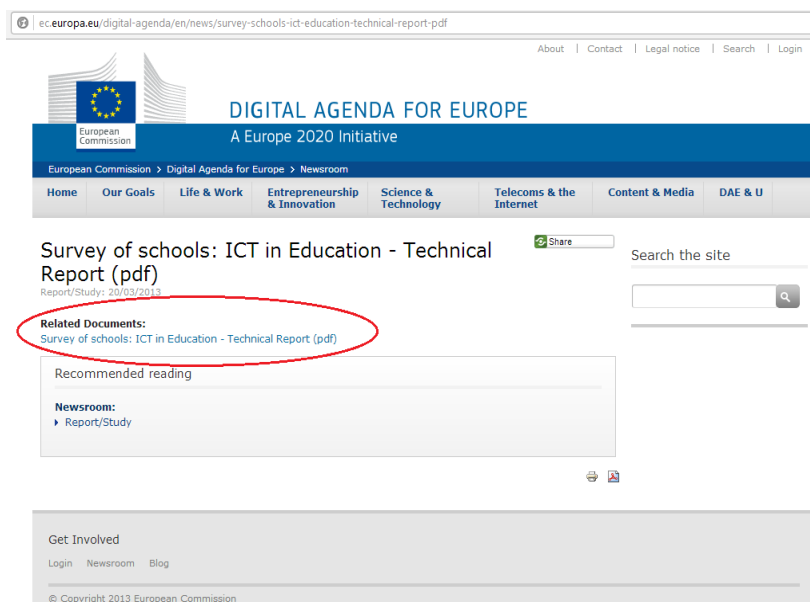 ec.europa.eu/digital-agenda/en/news/survey-schools-ict-education-technical-report-pdf
About | Contact | Legal notice | Search | Login
European
Commission
DIGITAL AGENDA FOR EUROPE
A Europe 2020 Initiative
European Commission > Digital Agenda for Europe > Newsroom
Home Our Goals Life & Work Entrepreneurship & Innovation Science & Technology Telecoms & the Internet Content & Media DAE & U
Survey of schools: ICT in Education - Technical
Report (pdf)
Share
Search the site
Report/Study: 20/03/2013
Related Documents:
Survey of schools: ICT in Education - Technical Report (pdf)
Recommended reading
Newsroom:
Report/Study
Get Involved
Login Newsroom Blog
© Copyright 2013 European Commission